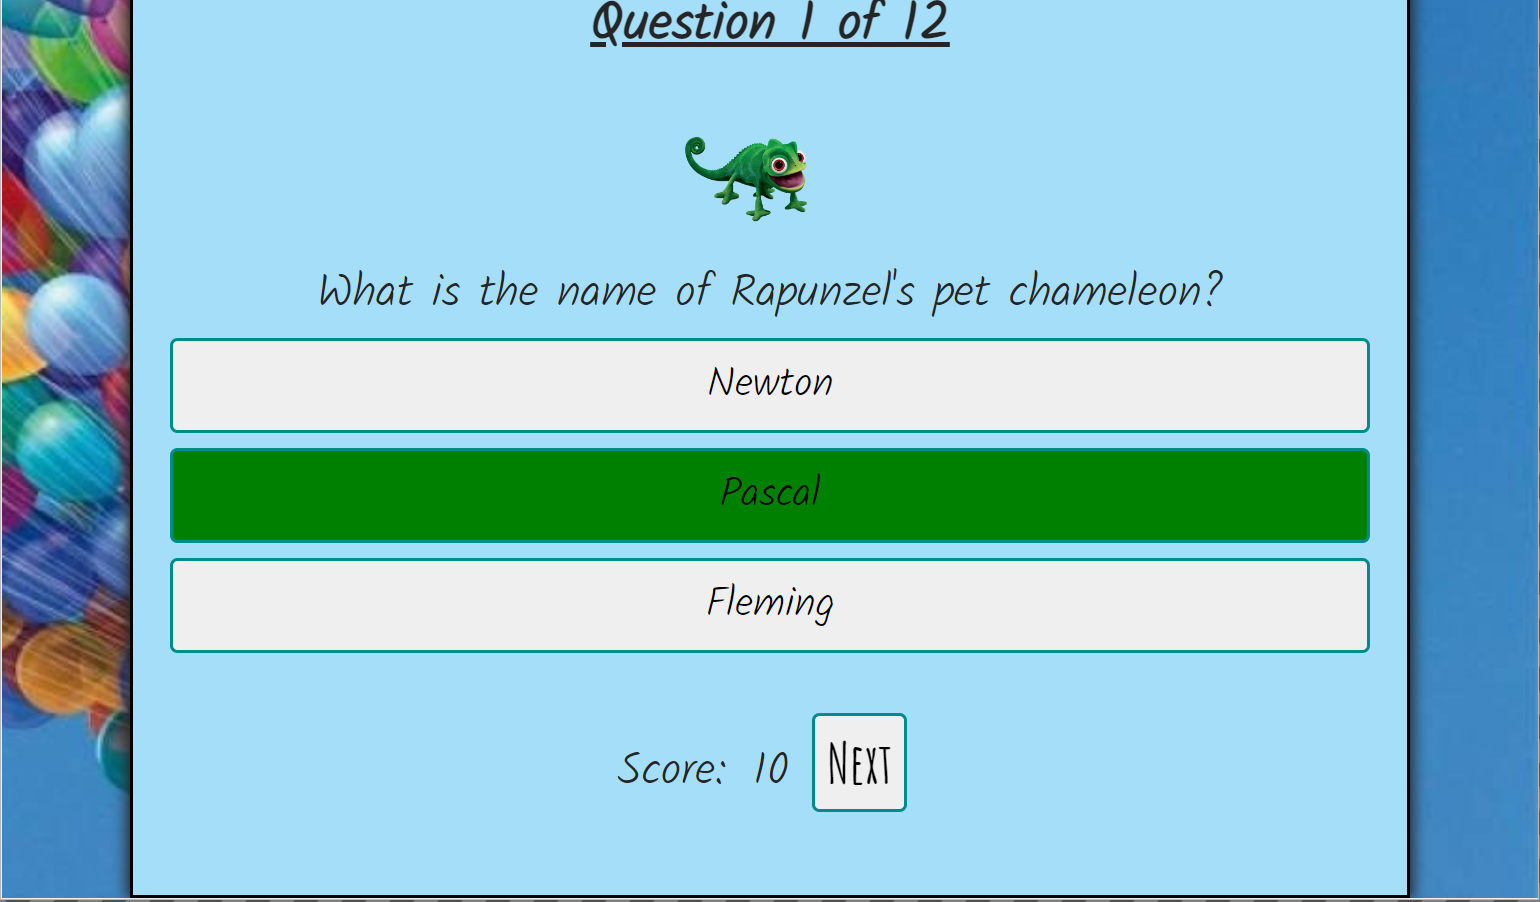 Question 1 of 12
What is the name of Rapunzel's pet chameleon?
Newton
Pascal
Fleming
Score: 10 Next